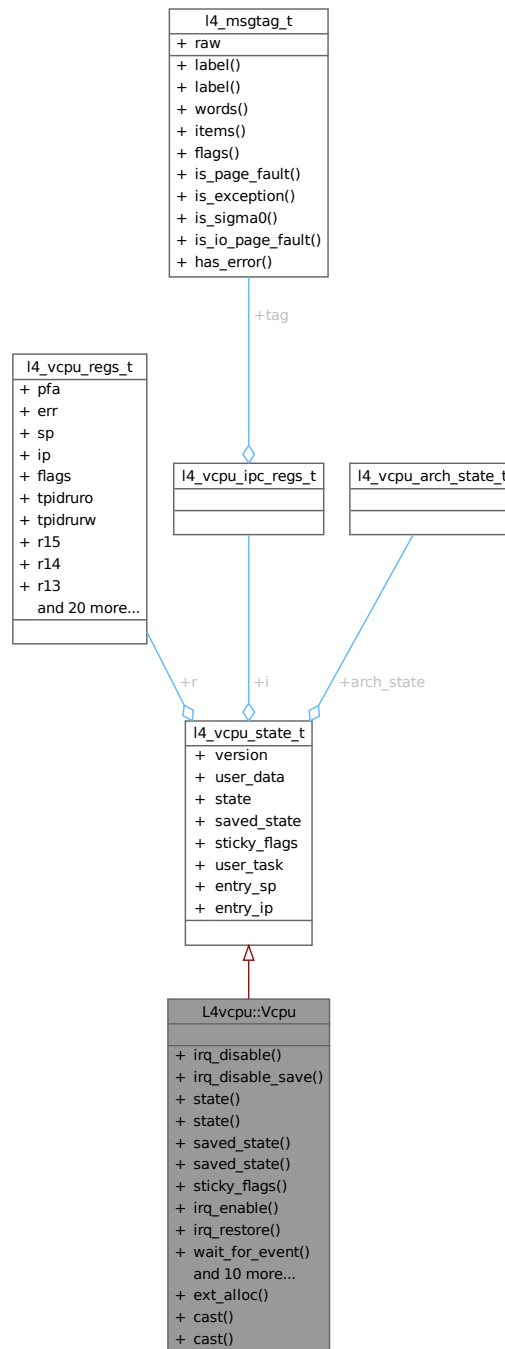 l4_msgtag_t
+ raw
+ label()
+ label()
+ words()
+ items()
+ flags()
+ is_page_fault()
+ is_exception()
+ is_sigma0()
+ is_io_page_fault()
+ has_error()
+tag
l4_vcpu_regs_t
+ pfa
+ err
+ sp
+ ip
+ flags
+ tpidruro
+ tpidrurw
+ r15
+ r14
+ r13
and 20 more...
l4_vcpu_ipc_regs_t
l4_vcpu_arch_state_t
+r
+i
+arch_state
l4_vcpu_state_t
+ version
+ user_data
+ state
+ saved_state
+ sticky_flags
+ user_task
+ entry_sp
+ entry_ip
L4vcpu::Vcpu
+ irq_disable()
+ irq_disable_save()
+ state()
+ state()
+ saved_state()
+ saved_state()
+ sticky_flags()
+ irq_enable()
+ irq_restore()
+ wait_for_event()
and 10 more...
+ ext_alloc()
+ cast()
+ cast()